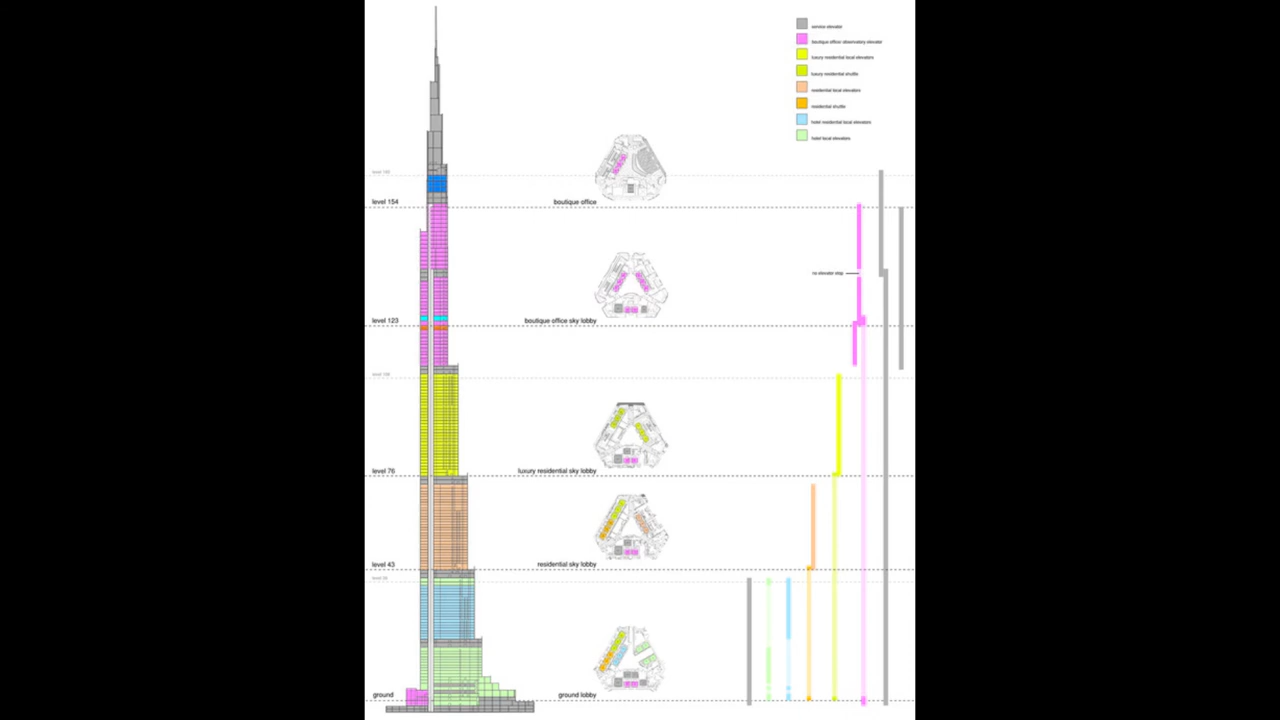 service elevator
boutique office/ observatory elevator
luxury residential local elevators
luxury residential shuttle
residential local elevators
residential shuttle
hotel residential local elevators
hotel local elevators
level 154
boutique office
no elevator stop
level 123
boutique office sky lobby
level 76
luxury residential sky lobby
level 43
residential sky lobby
ground
ground lobby